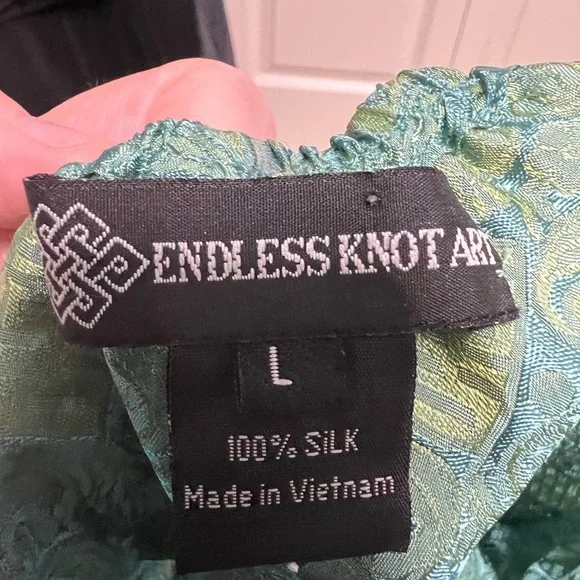 ENDLESS KNOT ART
L
100% SiLK
Made in Vietnam